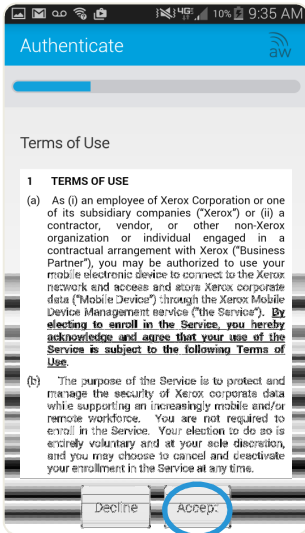 10% 9:35 AM
Authenticate
aw
Terms of Use
1 TERMS OF USE
(a) As (i) an employee of Xerox Corporation or one
of its subsidiary companies ("Xerox") or (ii) a
contractor, vendor, or other non-Xerox
organization or individual engaged in a
contractual arrangement with Xerox ("Business
Partner"), you may be authorized to use your
mobile electronic device to connect to the Xerox
network and access and store Xerox corporate
data ("Mobile Device") through the Xerox Mobile
Device Management service ("the Service"). By
electing to enroll in the Service, you hereby
acknowledge and agree that your use of the
Service is subject to the following Terms of
Use.
(b) The purpose of the Service is to protect and
manage the security of Xerox corporate data
while supporting an increasingly mobile and/or
remote workforce. You are not required to
enroll in the Service. Your election to do so is
entirely voluntary and at your sole discretion,
and you may choose to cancel and deactivate
your enrollment in the Service at any time.
Decline Accept